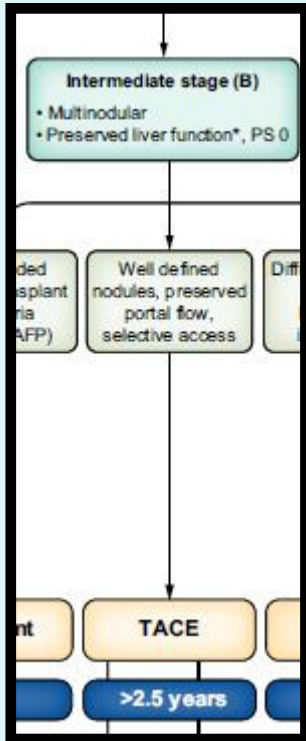 Intermediate stage (B)
• Multinodular
• Preserved liver function*, PS 0
Well defined
nodules, preserved
portal flow,
selective access
TACE
>2.5 years